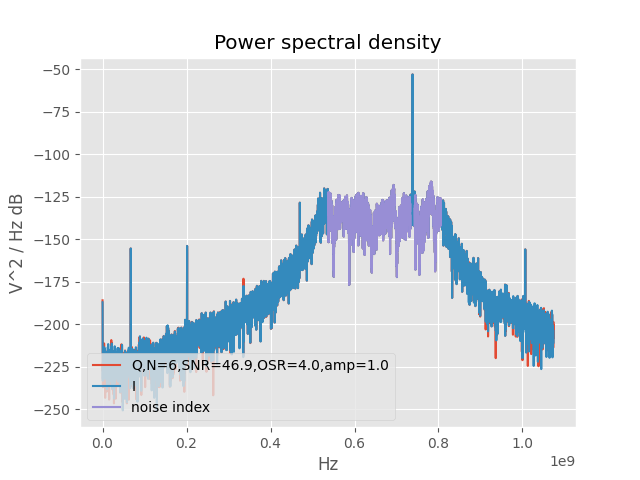 Power spectral density
V^2 / Hz dB
−50
−75
−100
−125
−150
−175
−200
−225
−250
Q,N=6,SNR=46.9,OSR=4.0,amp=1.0
I
noise index
0.0 0.2 0.4 0.6 0.8 1.0
1e9
Hz